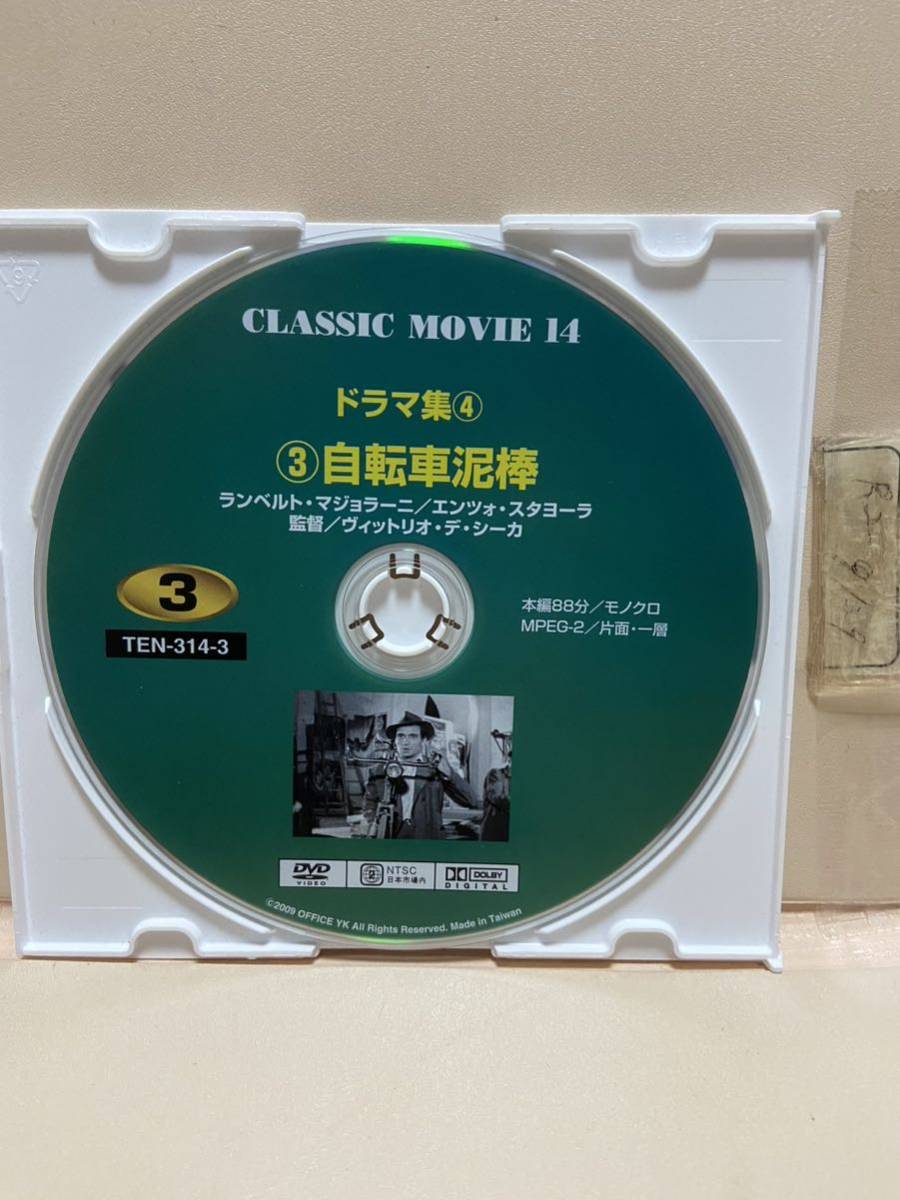 CLASSIC MOVIE 14
ドラマ集④
③自転車泥棒
ランベルト・マジョラーニ／エンツォ・スタヨーラ
監督／ヴィットリオ・デ・シーカ
3
TEN-314-3
本編88分／モノクロ
MPEG-2／片面・一層
DVD
VIDEO
2
NTSC
日本市場内
DOLBY
DIGITAL
©2009 OFFICE YK All Rights Reserved. Made in Taiwan